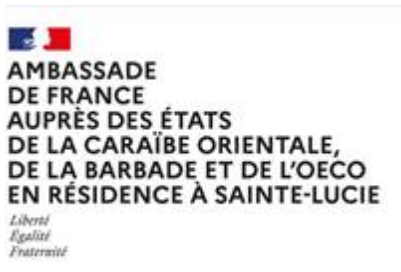 AMBASSADE
DE FRANCE
AUPRÈS DES ÉTATS
DE LA CARAÏBE ORIENTALE,
DE LA BARBADE ET DE L'OECO
EN RÉSIDENCE À SAINTE-LUCIE
Liberté
Égalité
Fraternité